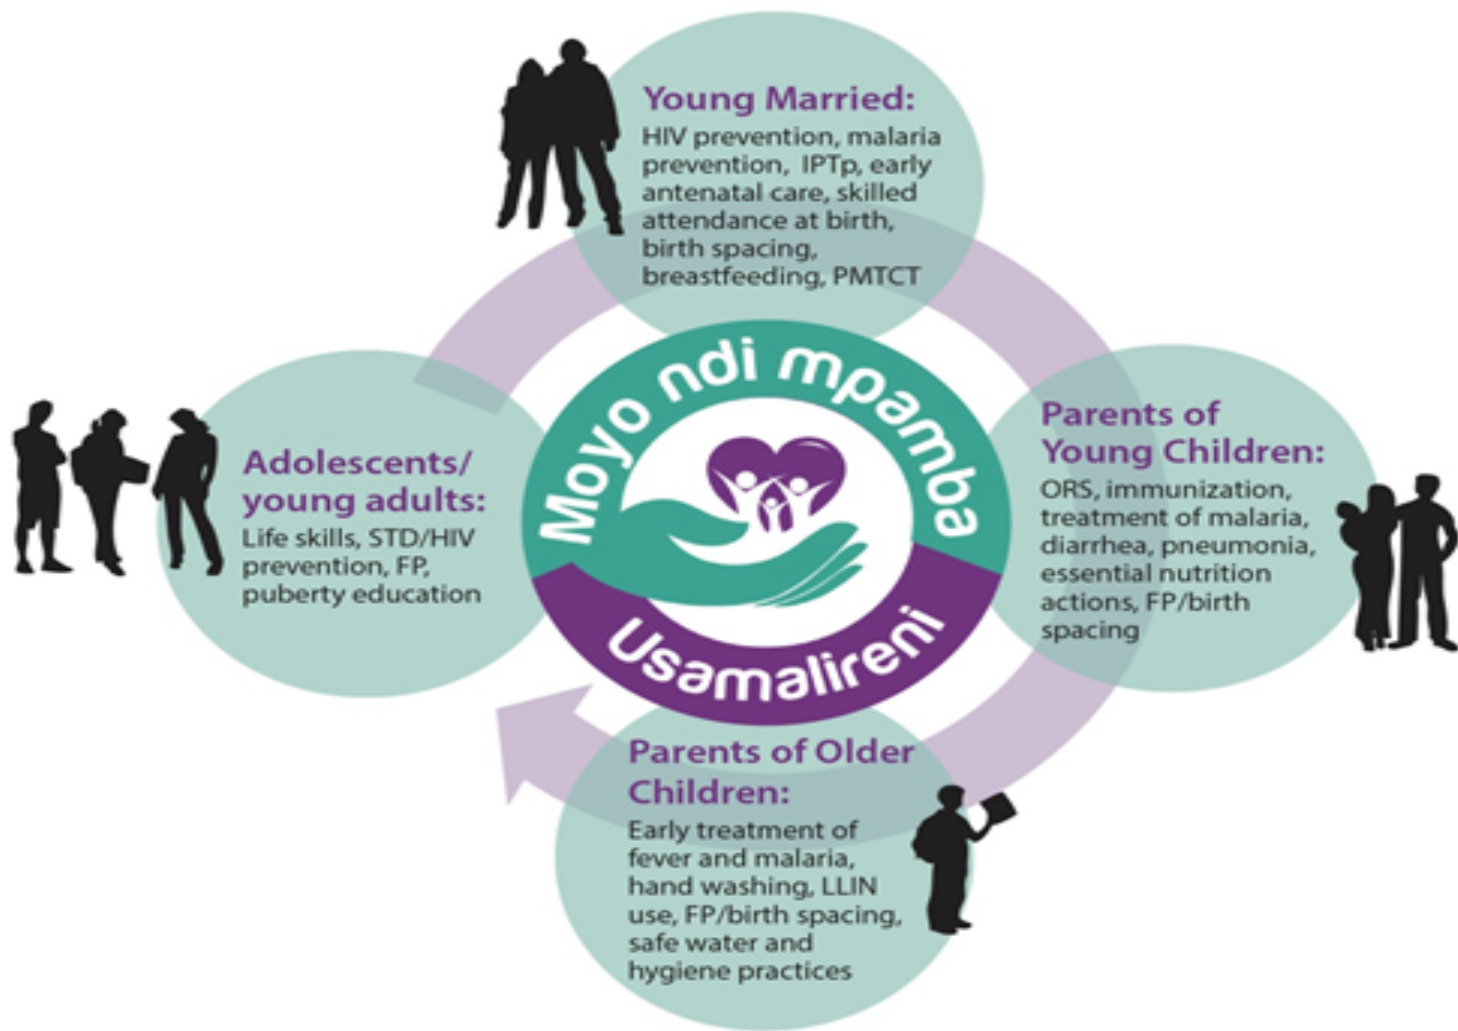 Young Married:
HIV prevention, malaria
prevention, IPTp, early
antenatal care, skilled
attendance at birth,
birth spacing,
breastfeeding, PMTCT
Adolescents/
young adults:
Life skills, STD/HIV
prevention, FP,
puberty education
Moyo ndi mpamba
Usamalireni
Parents of
Young Children:
ORS, immunization,
treatment of malaria,
diarrhea, pneumonia,
essential nutrition
actions, FP/birth
spacing
Parents of Older
Children:
Early treatment of
fever and malaria,
hand washing, LLIN
use, FP/birth spacing,
safe water and
hygiene practices